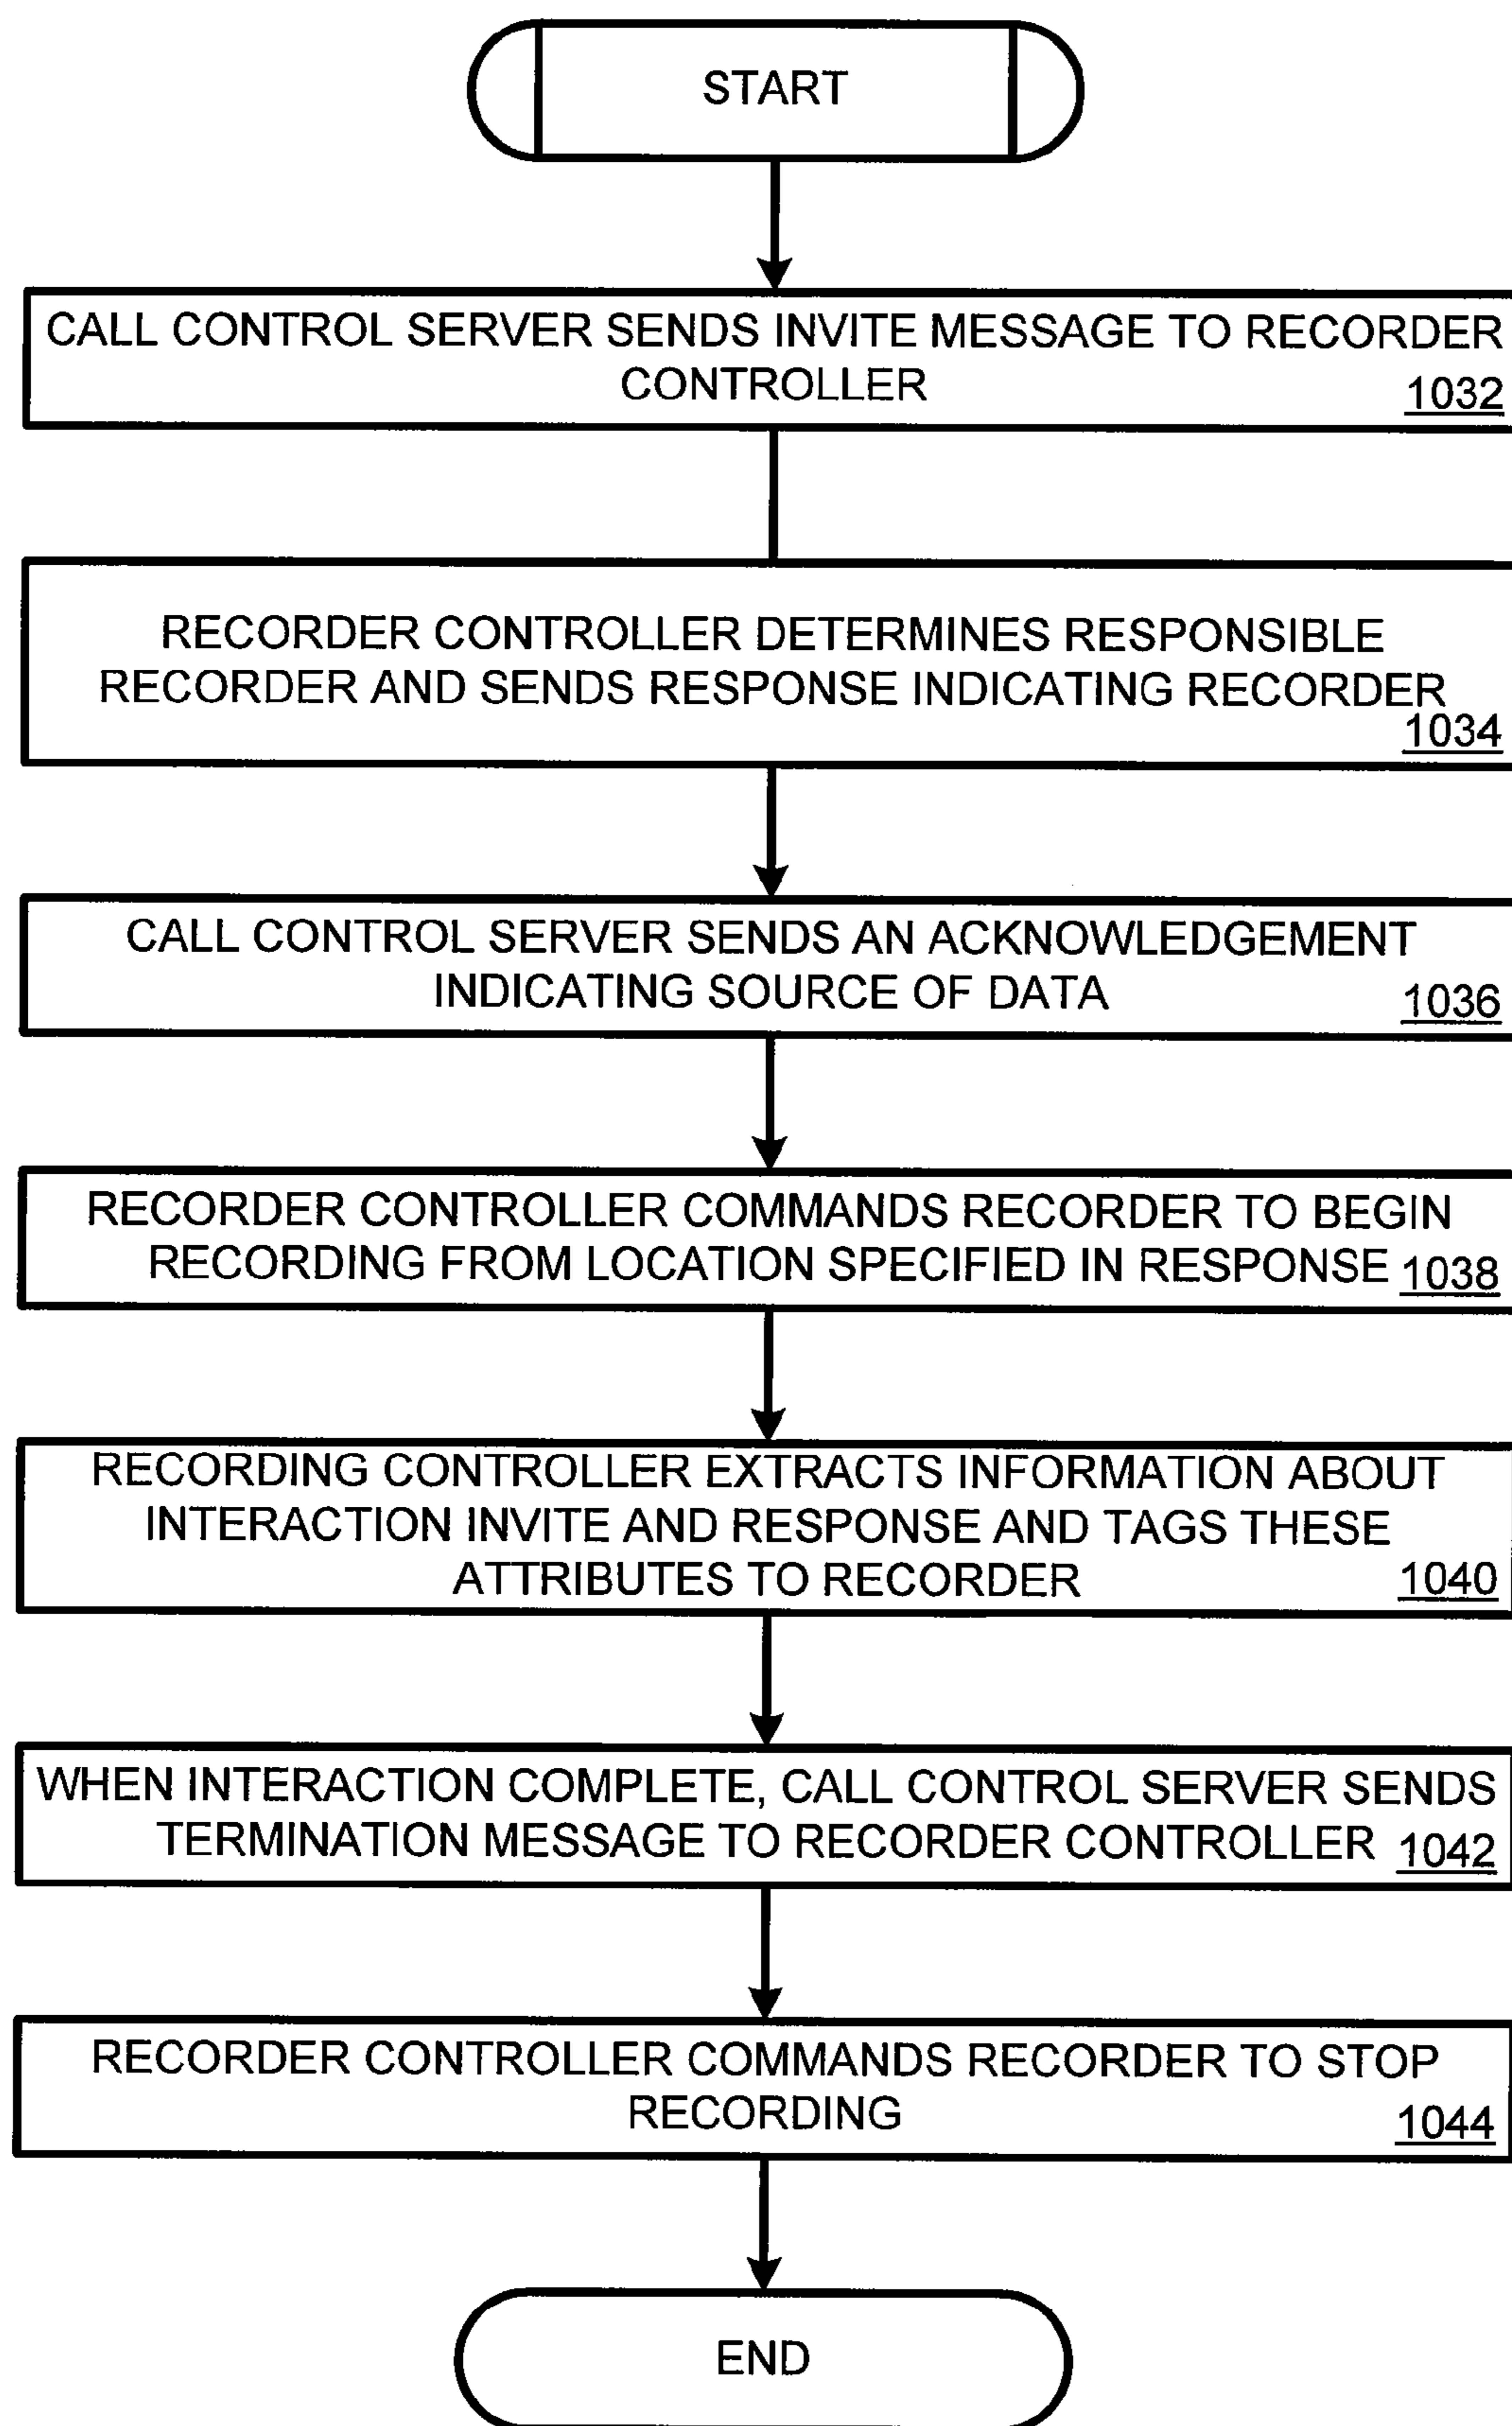 START
CALL CONTROL SERVER SENDS INVITE MESSAGE TO RECORDER
CONTROLLER
1032
RECORDER CONTROLLER DETERMINES RESPONSIBLE
RECORDER AND SENDS RESPONSE INDICATING RECORDER
1034
CALL CONTROL SERVER SENDS AN ACKNOWLEDGEMENT
INDICATING SOURCE OF DATA
1036
RECORDER CONTROLLER COMMANDS RECORDER TO BEGIN
RECORDING FROM LOCATION SPECIFIED IN RESPONSE
1038
RECORDING CONTROLLER EXTRACTS INFORMATION ABOUT
INTERACTION INVITE AND RESPONSE AND TAGS THESE
ATTRIBUTES TO RECORDER
1040
WHEN INTERACTION COMPLETE, CALL CONTROL SERVER SENDS
TERMINATION MESSAGE TO RECORDER CONTROLLER
1042
RECORDER CONTROLLER COMMANDS RECORDER TO STOP
RECORDING
1044
END